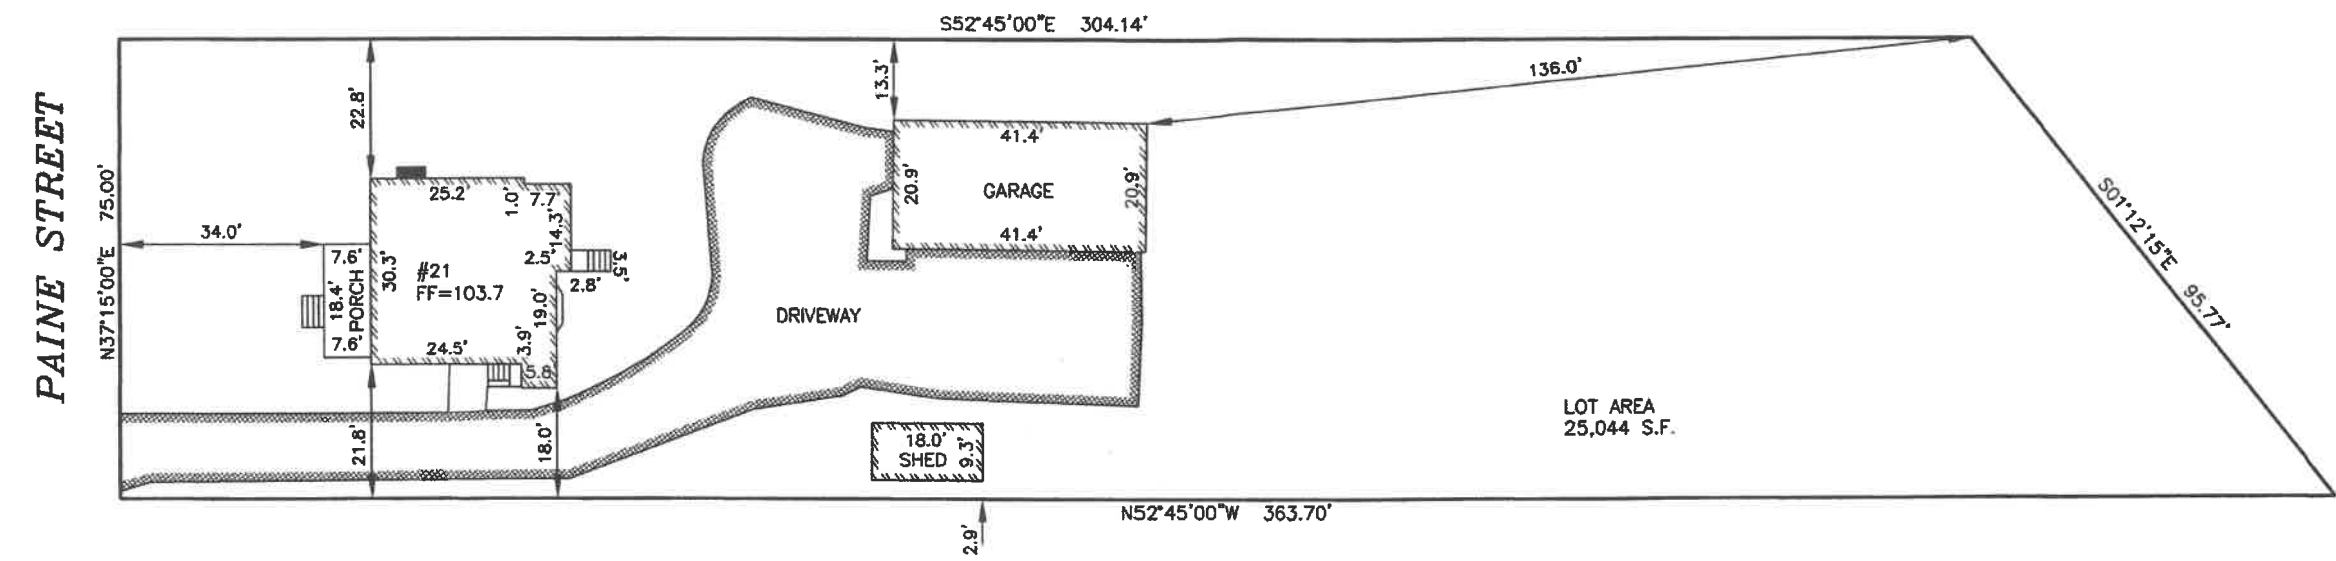 S52°45'00"E 304.14'
PAINE STREET
N37°15'00"E 75.00'
22.8'
13.3'
136.0'
41.4'
20.9'
GARAGE
20.9'
41.4'
25.2'
1.0'
7.7'
14.3'
34.0'
7.6'
18.4'
PORCH
7.6'
30.3'
#21
FF=103.7
2.5'
3.5'
2.8'
19.0'
3.9'
24.5'
5.8
DRIVEWAY
S01°12'15"E 95.77'
21.8'
18.0'
18.0'
SHED
9.3'
LOT AREA
25,044 S.F.
N52°45'00"W 363.70'
2.9'